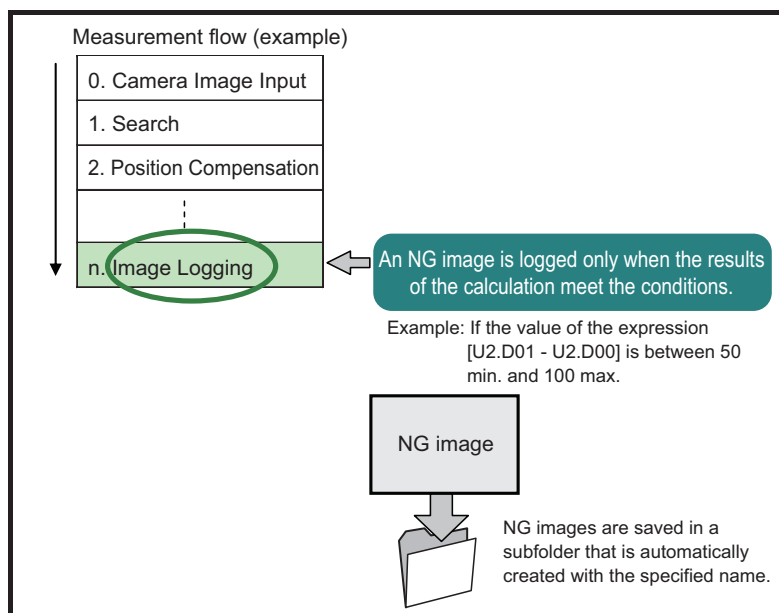 Measurement flow (example)
0. Camera Image Input
1. Search
2. Position Compensation
n. Image Logging
An NG image is logged only when the results
of the calculation meet the conditions.
Example: If the value of the expression
[U2.D01 - U2.D00] is between 50
min. and 100 max.
NG image
NG images are saved in a
subfolder that is automatically
created with the specified name.